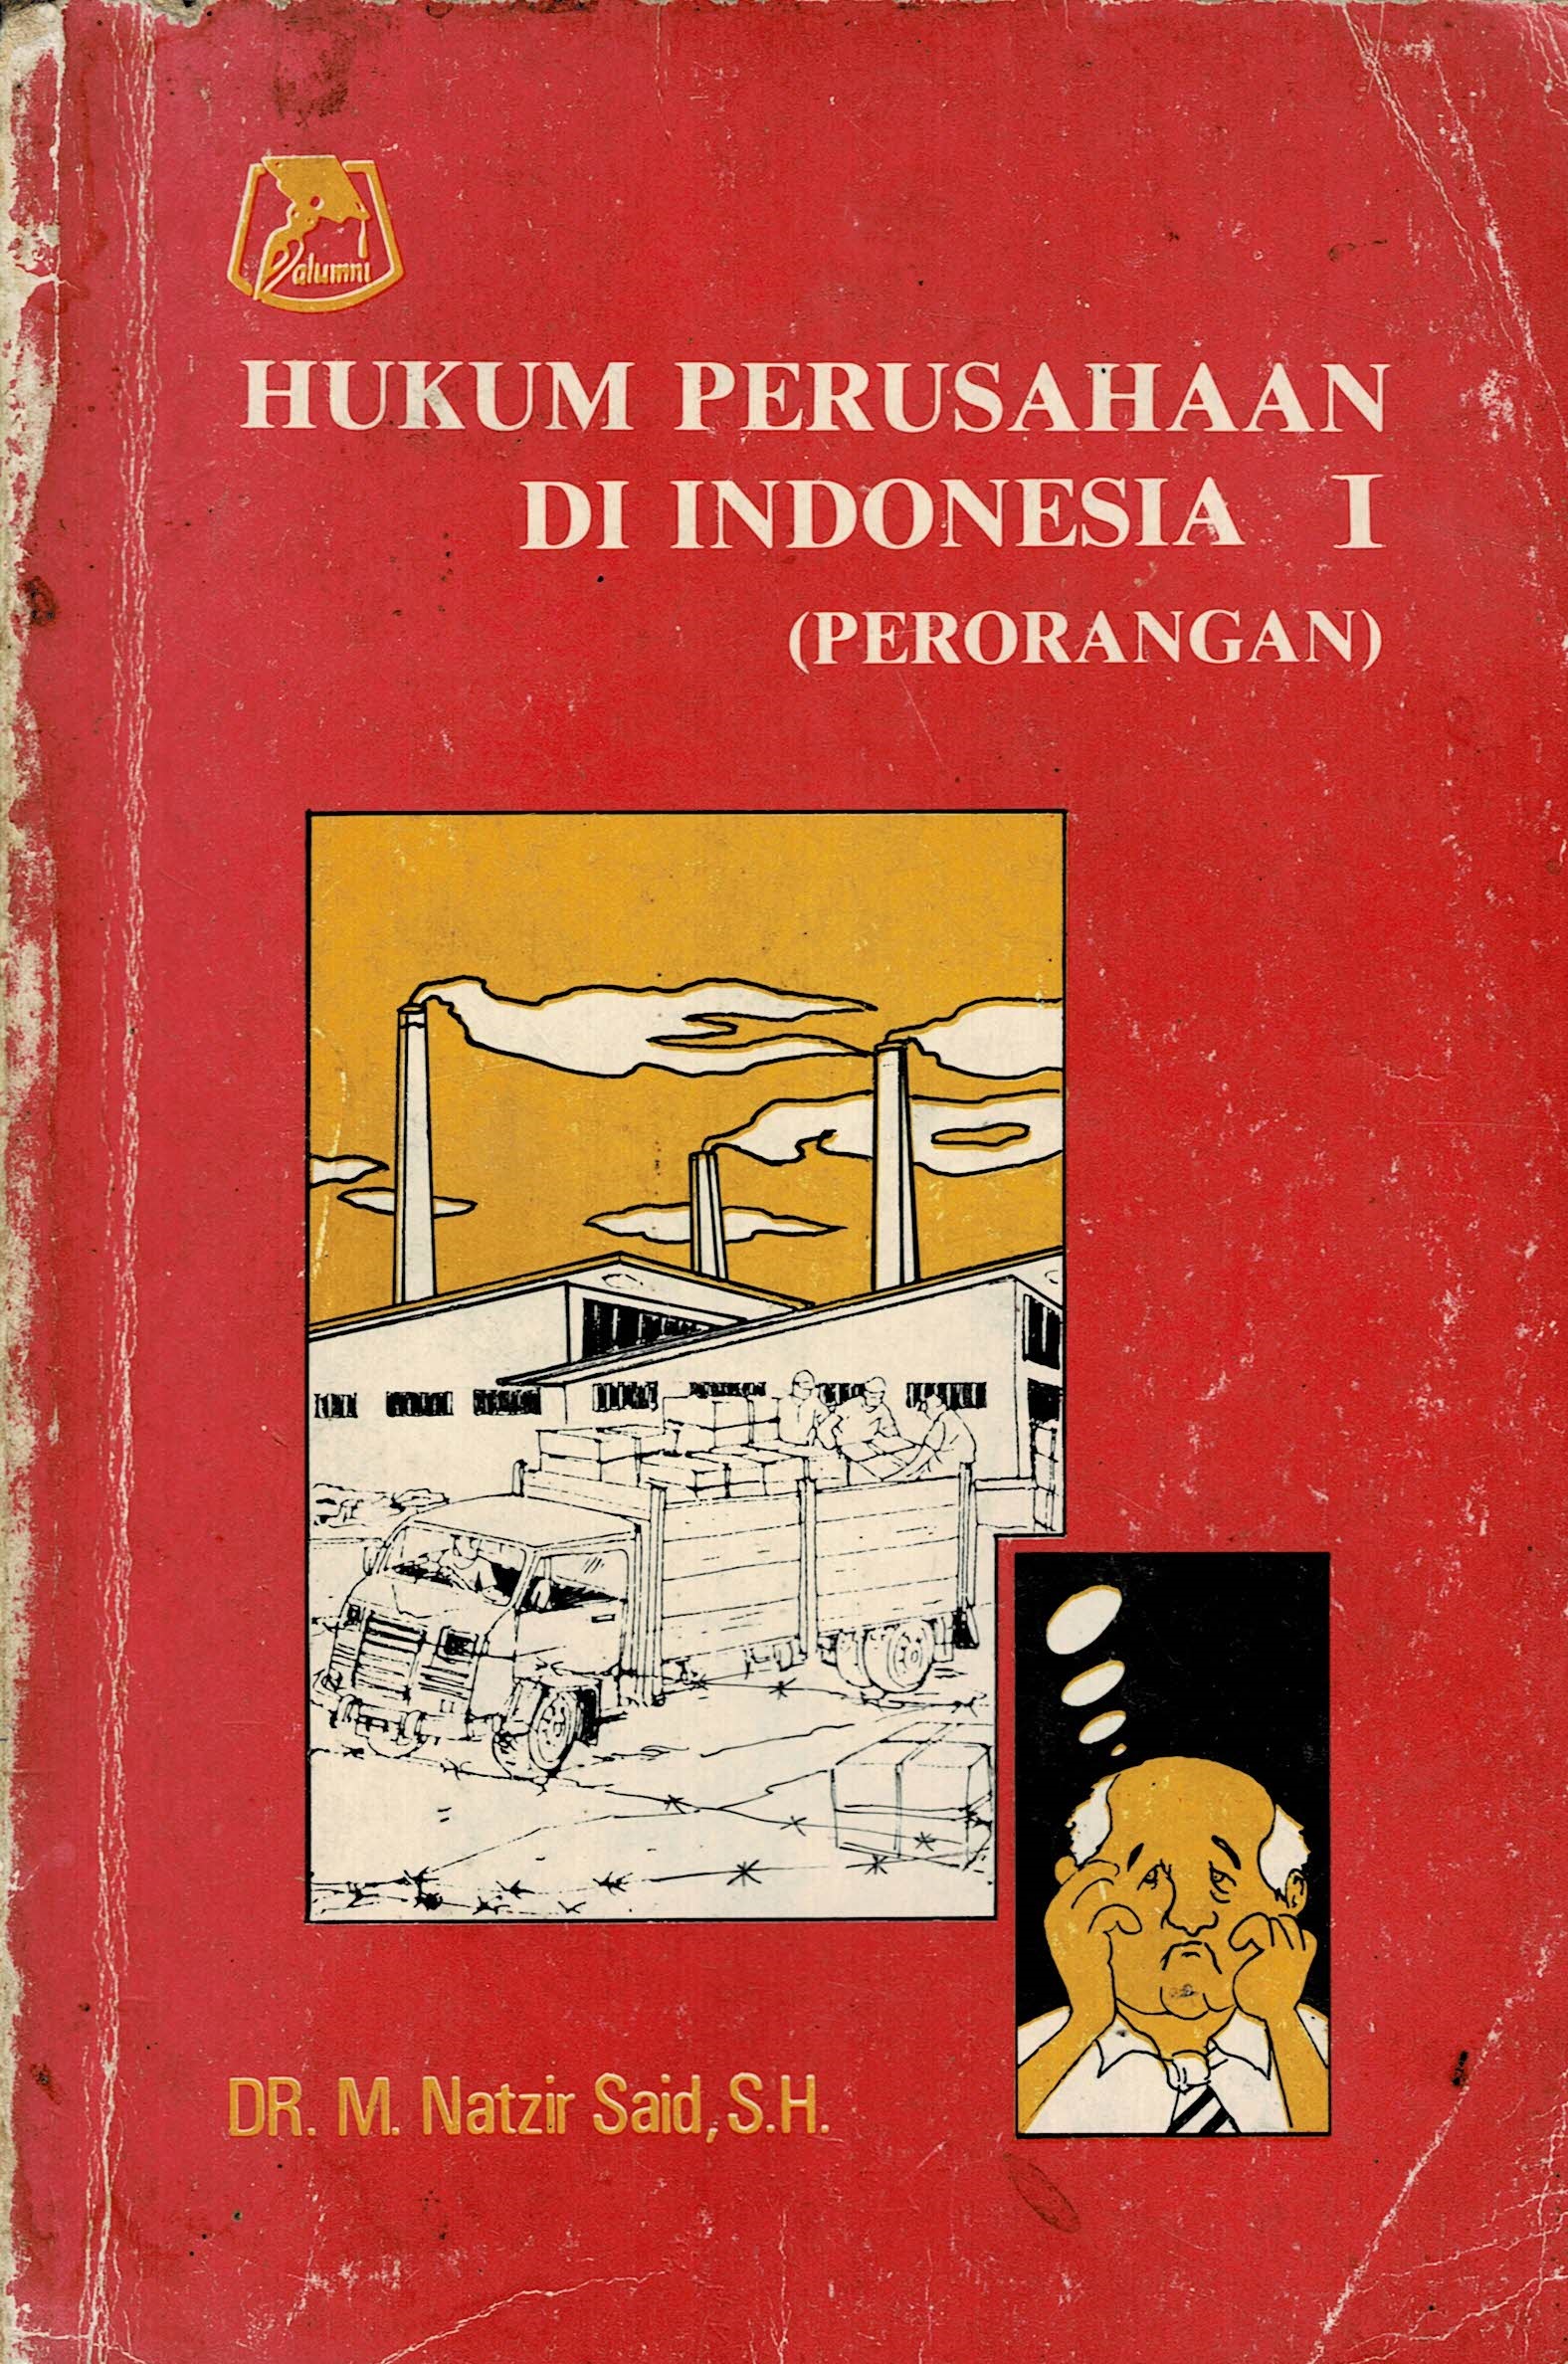 alumni
HUKUM PERUSAHAAN
DI INDONESIA I
(PERORANGAN)
DR. M. Natzir Said, S.H.